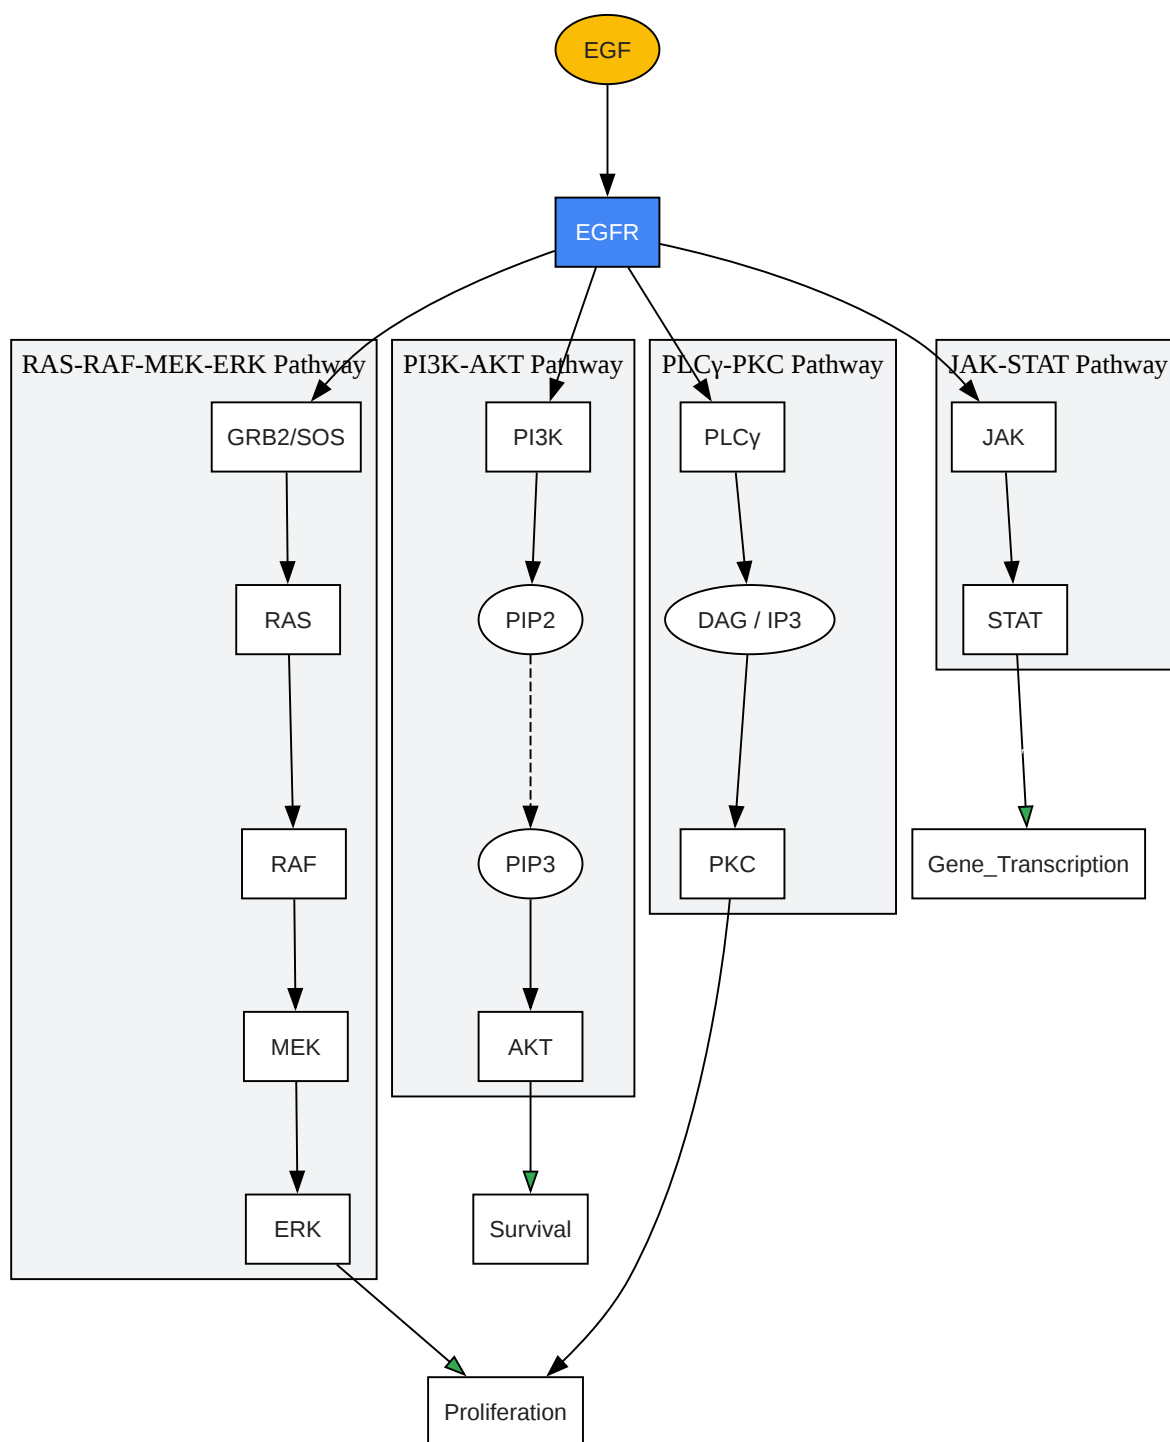 EGF
EGFR
RAS-RAF-MEK-ERK Pathway
PI3K-AKT Pathway
PLCγ-PKC Pathway
JAK-STAT Pathway
GRB2/SOS
PI3K
PLCγ
JAK
RAS
PIP2
DAG / IP3
STAT
RAF
PIP3
PKC
Gene_Transcription
MEK
AKT
ERK
Survival
Proliferation